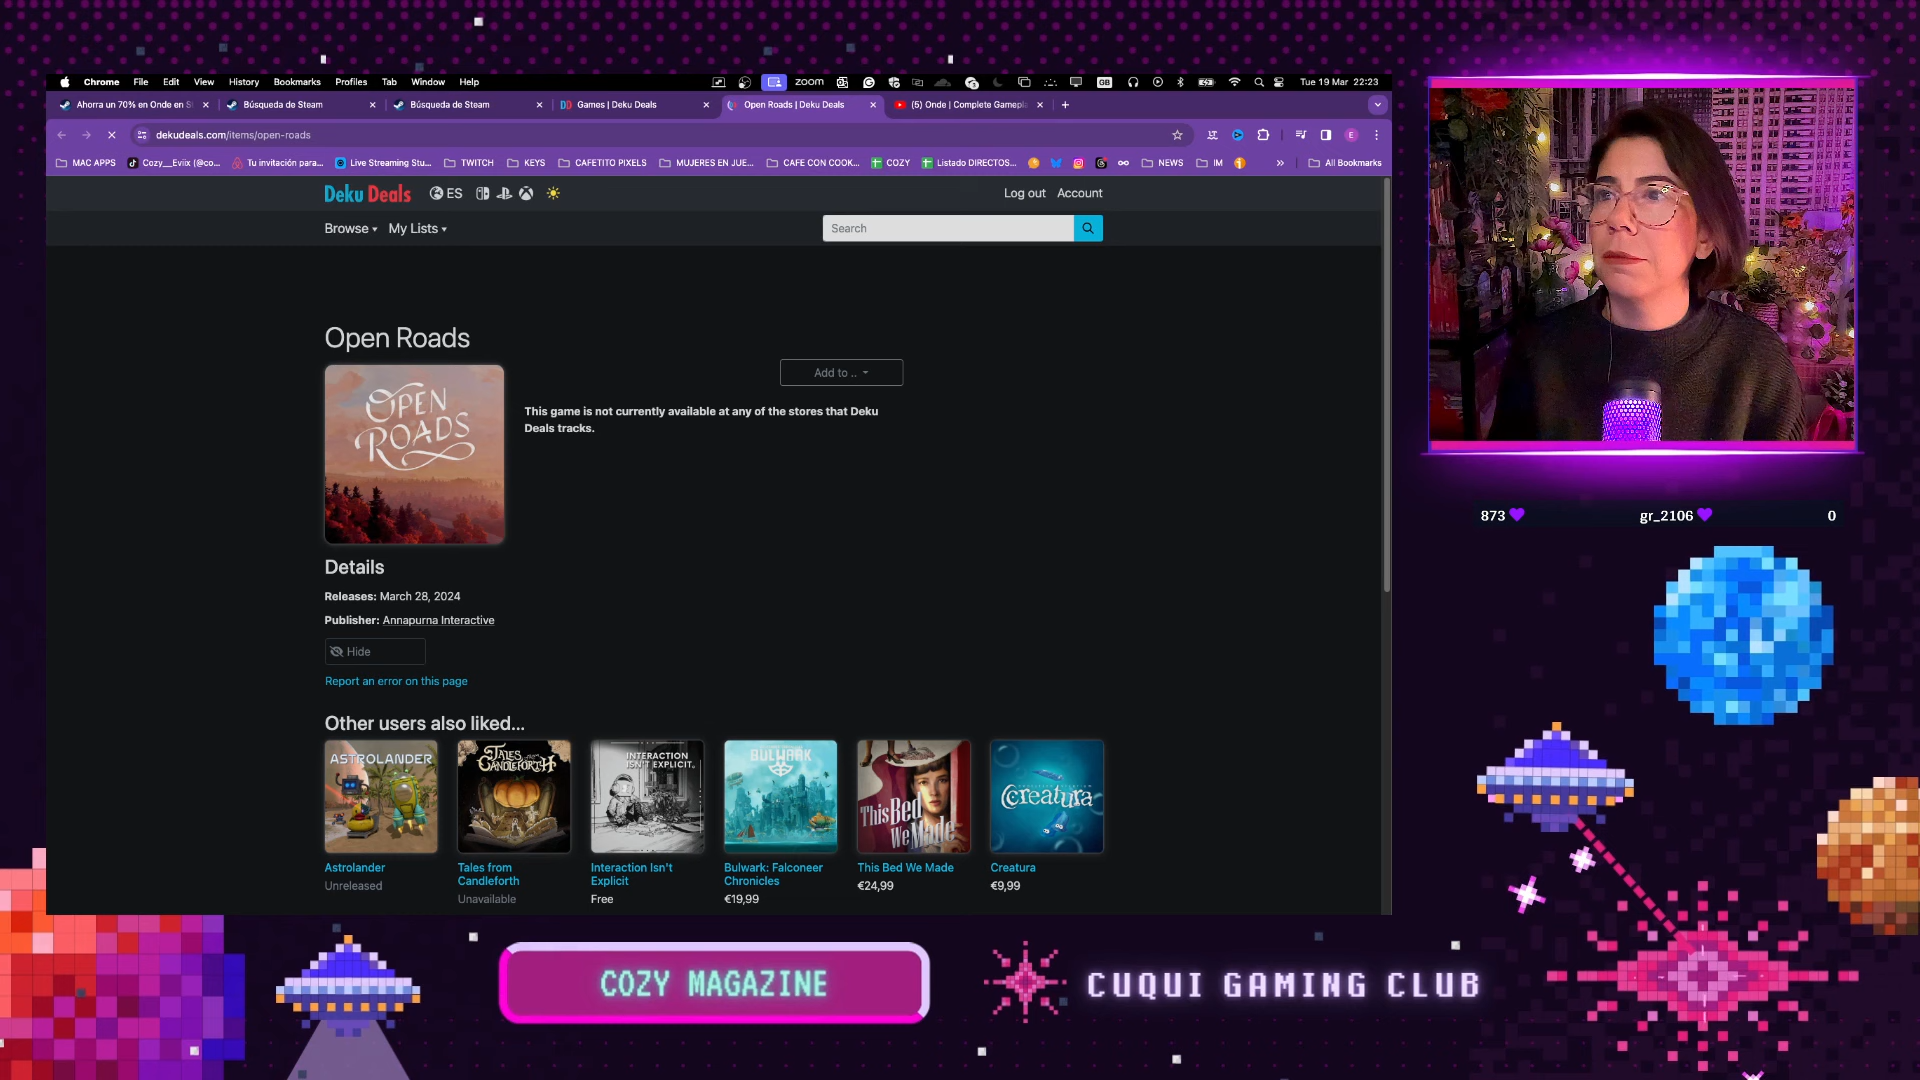 Chrome File Edit View History Bookmarks Profiles Tab Window Help
zoom
GB
Tue 19 Mar 22:23
Ahorra un 70% en Onde en S
Búsqueda de Steam
Búsqueda de Steam
Games | Deku Deals
Open Roads | Deku Deals
(5) Onde | Complete Gamepla
dekudeals.com/items/open-roads
E
MAC APPS
Cozy__Eviix (@co...
Tu invitación para...
Live Streaming Stu...
TWITCH
KEYS
CAFETITO PIXELS
MUJERES EN JUE...
CAFE CON COOK...
COZY
Listado DIRECTOS...
NEWS
IM
All Bookmarks
Deku Deals
ES
Log out
Account
Browse
My Lists
Search
Open Roads
OPEN
ROADS
Add to ..
This game is not currently available at any of the stores that Deku
Deals tracks.
Details
Releases: March 28, 2024
Publisher: Annapurna Interactive
Hide
Report an error on this page
Other users also liked...
ASTROLANDER
TALES from
CANDLEFORTH
INTERACTION
ISN'T EXPLICIT.
BULWARK
This Bed
We Made
Creatura
Astrolander
Unreleased
Tales from
Candleforth
Unavailable
Interaction Isn't
Explicit
Free
Bulwark: Falconeer
Chronicles
€19,99
This Bed We Made
€24,99
Creatura
€9,99
873
gr_2106
0
COZY MAGAZINE
CUQUI GAMING CLUB